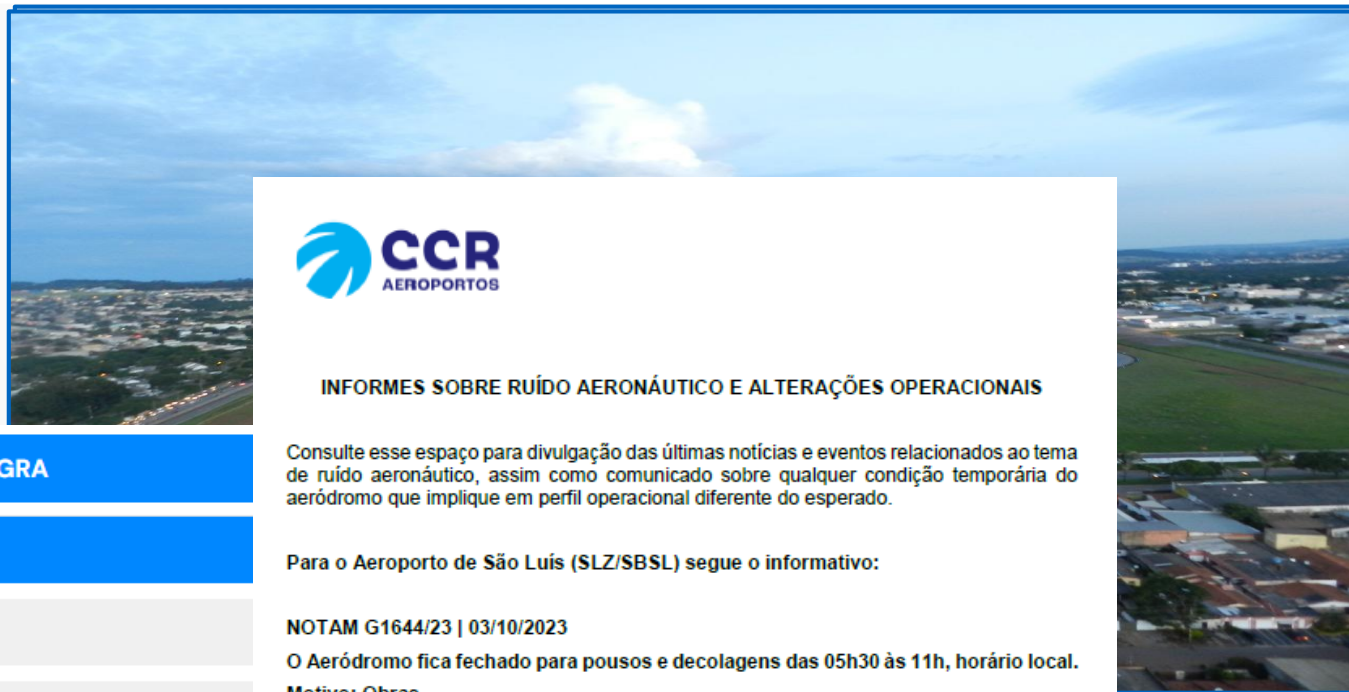 CCR
AEROPORTOS
INFORMES SOBRE RUÍDO AERONÁUTICO E ALTERAÇÕES OPERACIONAIS
GRA
Consulte esse espaço para divulgação das últimas notícias e eventos relacionados ao tema
de ruído aeronáutico, assim como comunicado sobre qualquer condição temporária do
aeródromo que implique em perfil operacional diferente do esperado.
Para o Aeroporto de São Luís (SLZ/SBSL) segue o informativo:
NOTAM G1644/23 | 03/10/2023
O Aeródromo fica fechado para pousos e decolagens das 05h30 às 11h, horário local.
Motivo: Obras